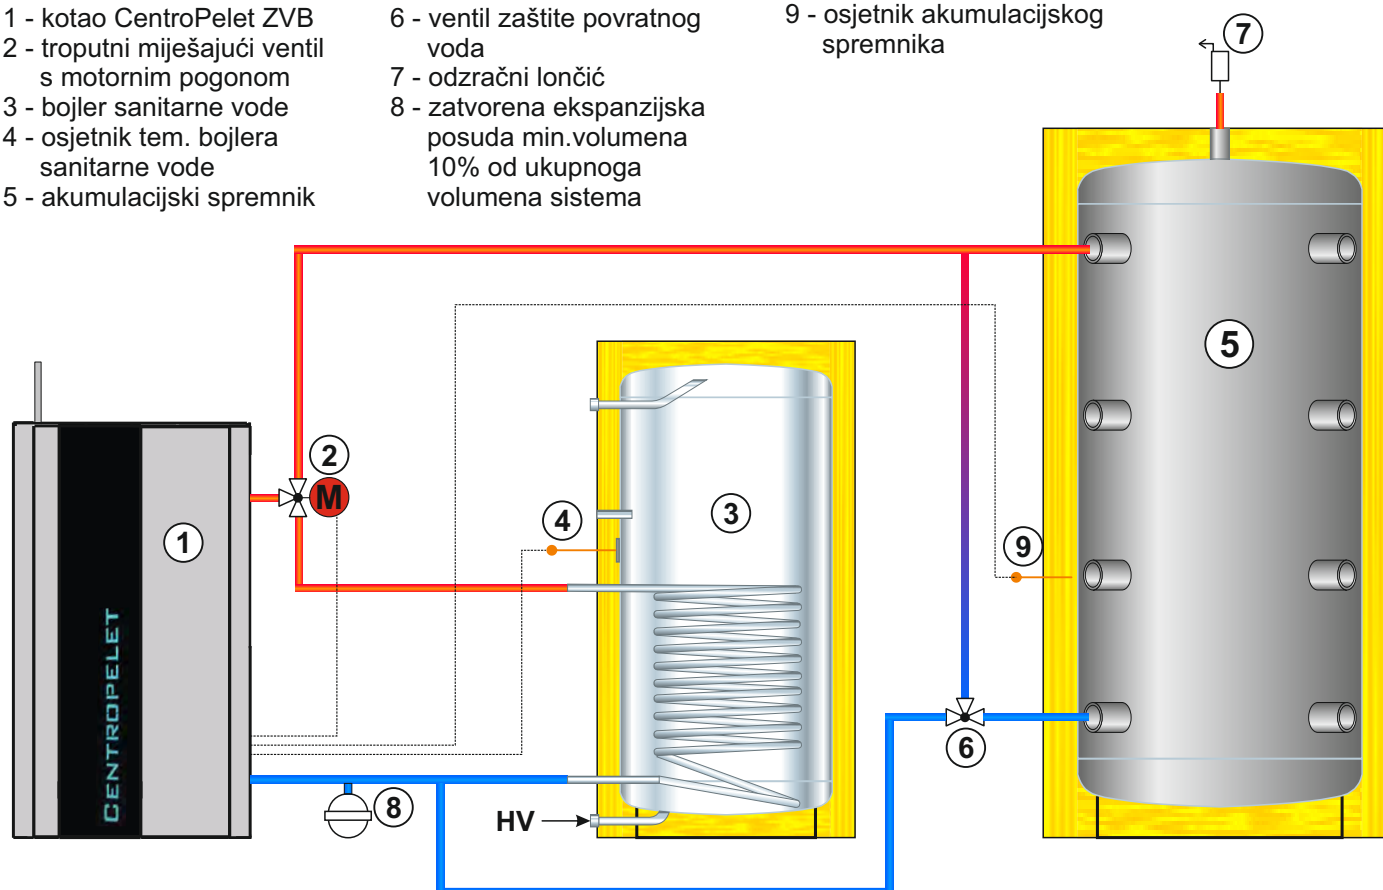 1 - kotao CentroPelet ZVB
2 - troputni miješajući ventil
s motornim pogonom
3 - bojler sanitarne vode
4 - osjetnik tem. bojlera
sanitarne vode
5 - akumulacijski spremnik
6 - ventil zaštite povratnog
voda
7 - odzračni lončić
8 - zatvorena ekspanzijska
posuda min.volumena
10% od ukupnoga
volumena sistema
9 - osjetnik akumulacijskog
spremnika
7
5
2
M
4
3
1
9
CENTROPELET
6
8
HV